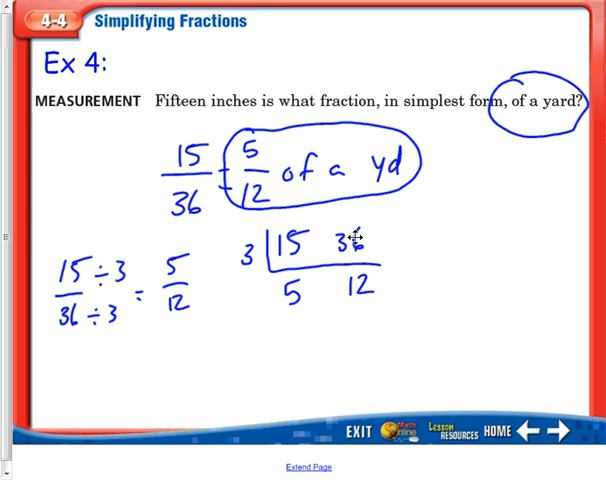 4-4 Simplifying Fractions
Ex 4:
MEASUREMENT Fifteen inches is what fraction, in simplest form, of a yard?
15/36 = 5/12 of a yd
15 ÷ 3 / 36 ÷ 3 = 5/12
3 | 15 36
5 12
EXIT Math Online Lesson RESOURCES HOME
Extend Page